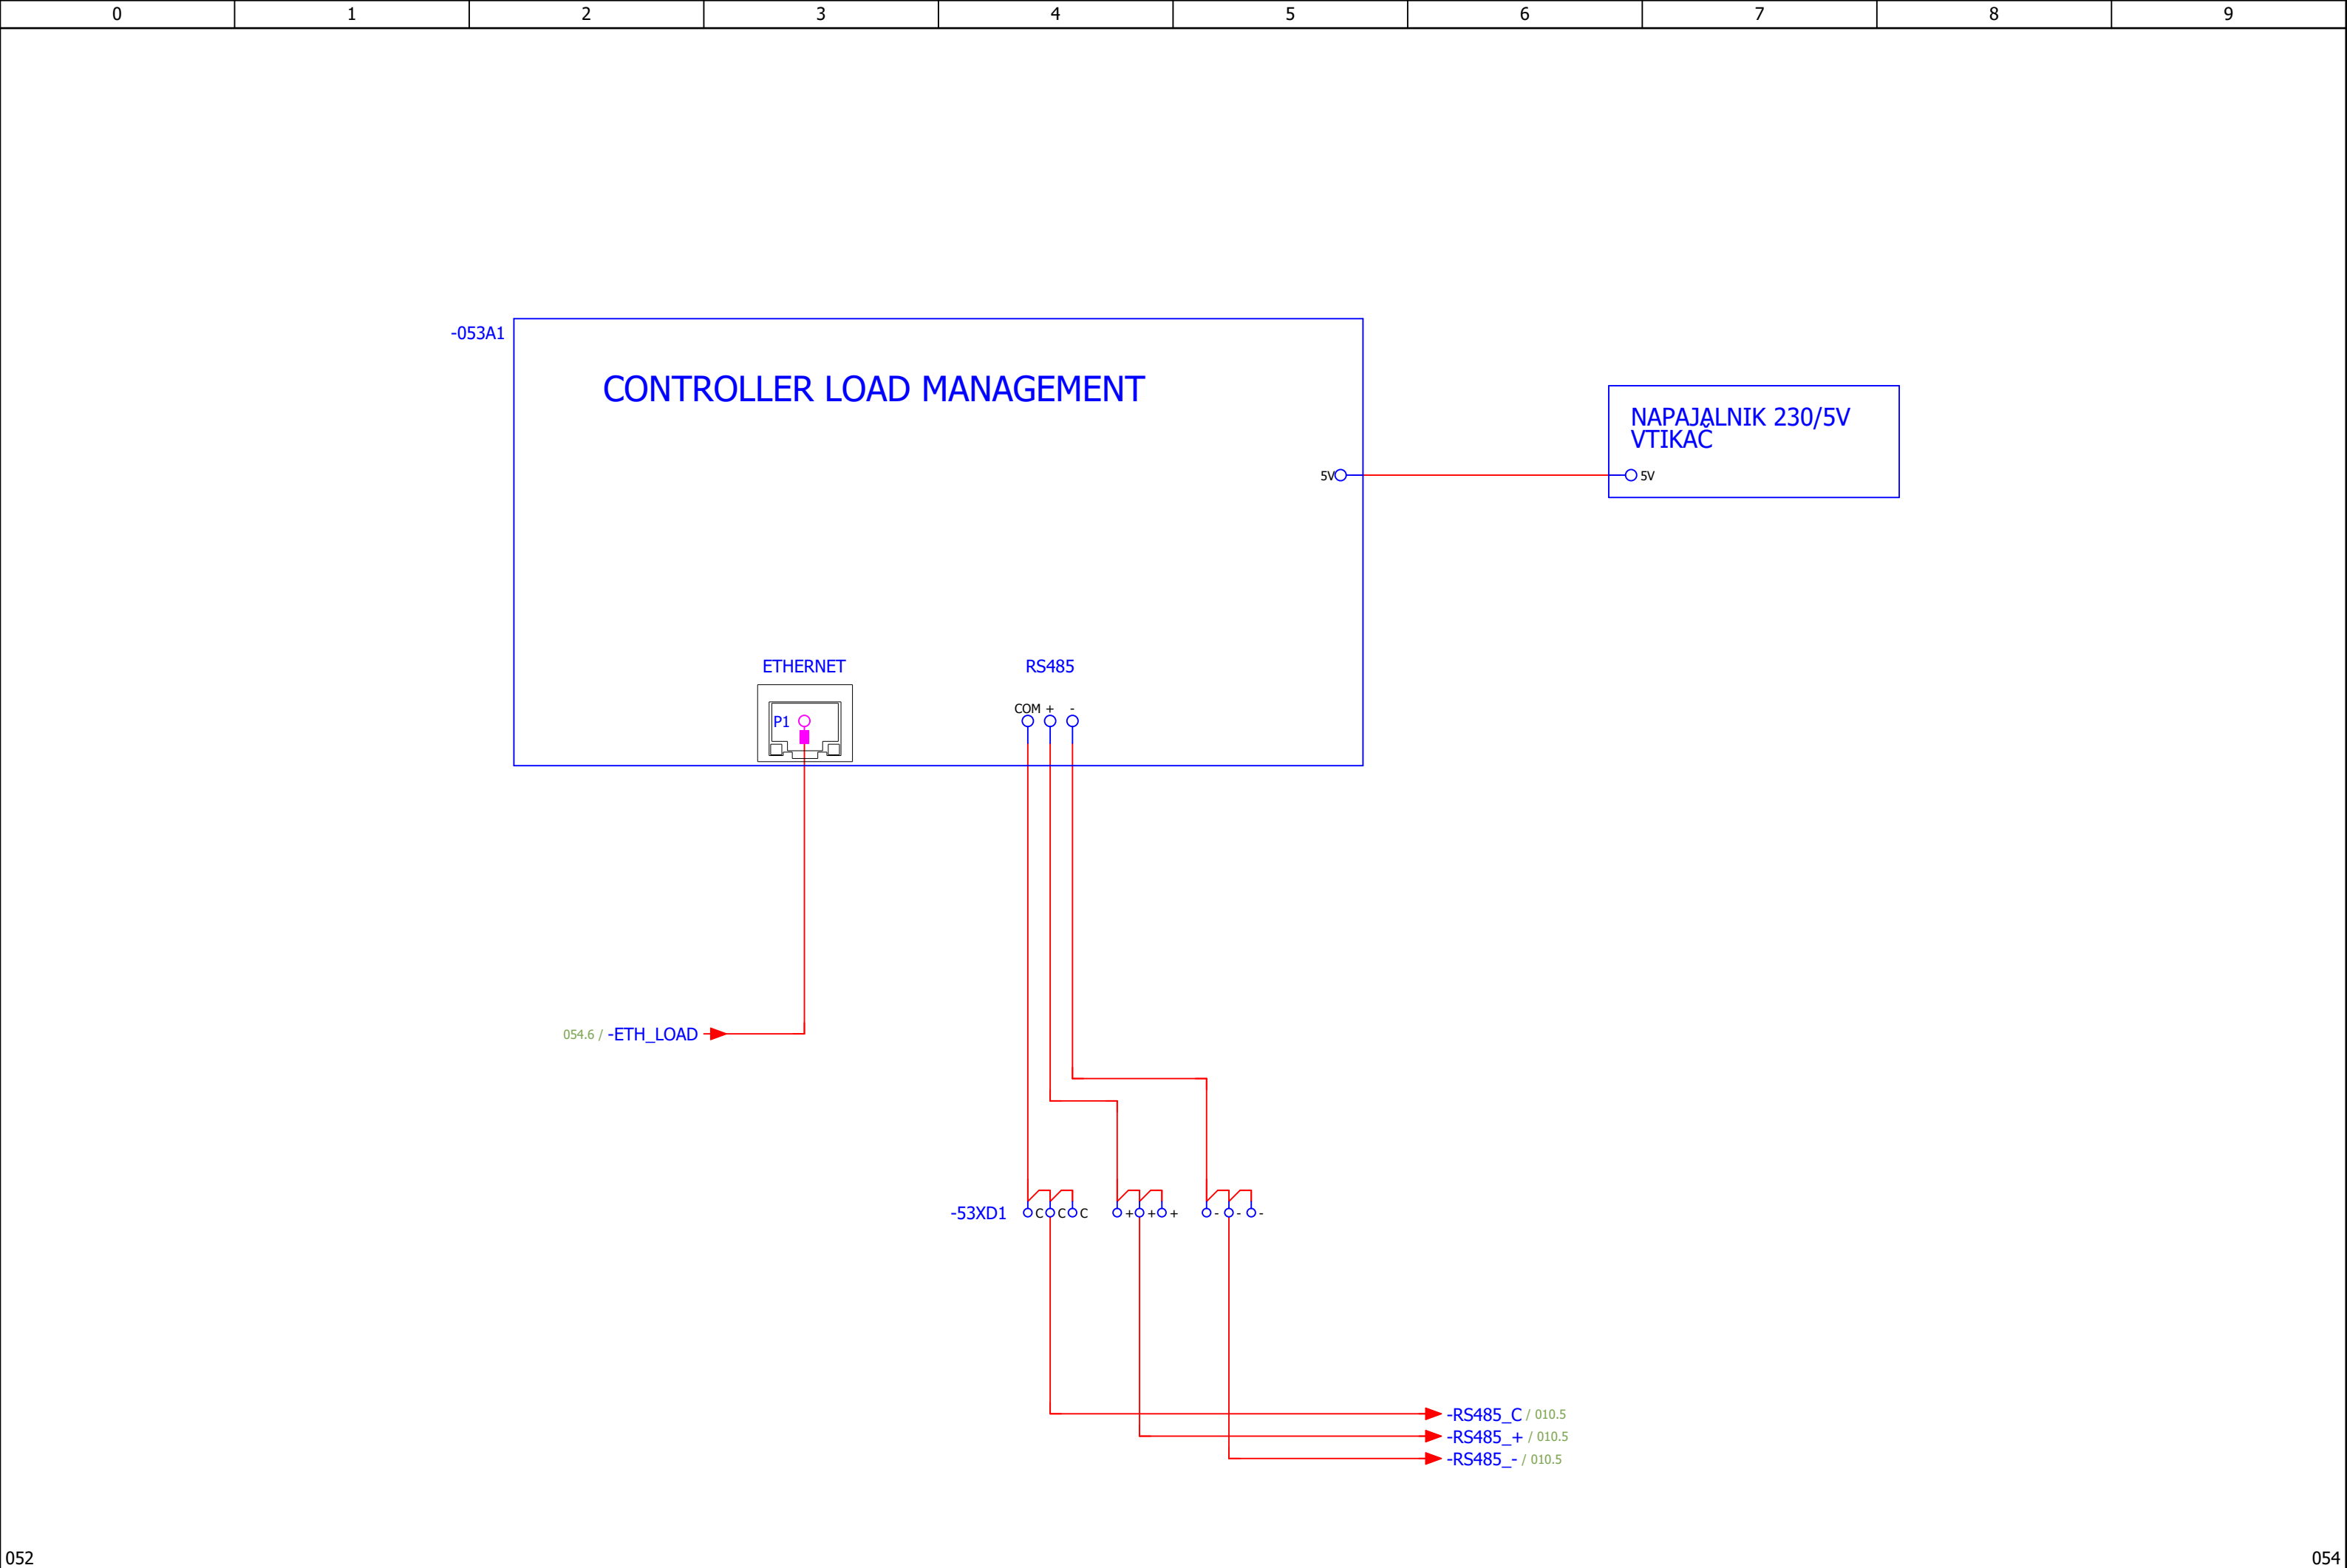 0 1 2 3 4 5 6 7 8 9
-053A1
CONTROLLER LOAD MANAGEMENT
NAPAJALNIK 230/5V
VTIKAČ
5V 5V
ETHERNET RS485
COM + -
P1
054.6 / -ETH_LOAD
-53XD1 C C C + + + - - -
-RS485_C / 010.5
-RS485_+ / 010.5
-RS485_- / 010.5
052 054